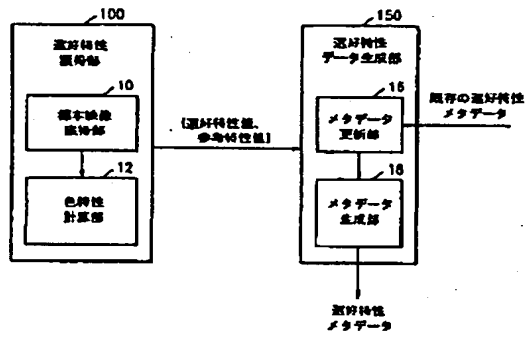 100
選好特性
獲得部
10
標本映像
獲得部
12
色特性
計算部
[選好特性値、
参考特性値]
150
選好特性
データ生成部
15
メタデータ
更新部
既存の選好特性
メタデータ
18
メタデータ
生成部
選好特性
メタデータ